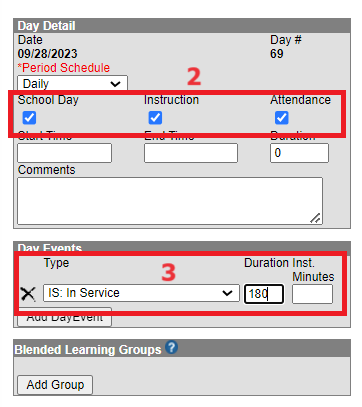 Day Detail
Date Day #
09/28/2023 69
*Period Schedule
Daily
2
School Day Instruction Attendance
Start Time End Time Duration
0
Comments
Day Events
3
Type Duration Inst. Minutes
X IS: In Service 180
Add DayEvent
Blended Learning Groups ?
Add Group